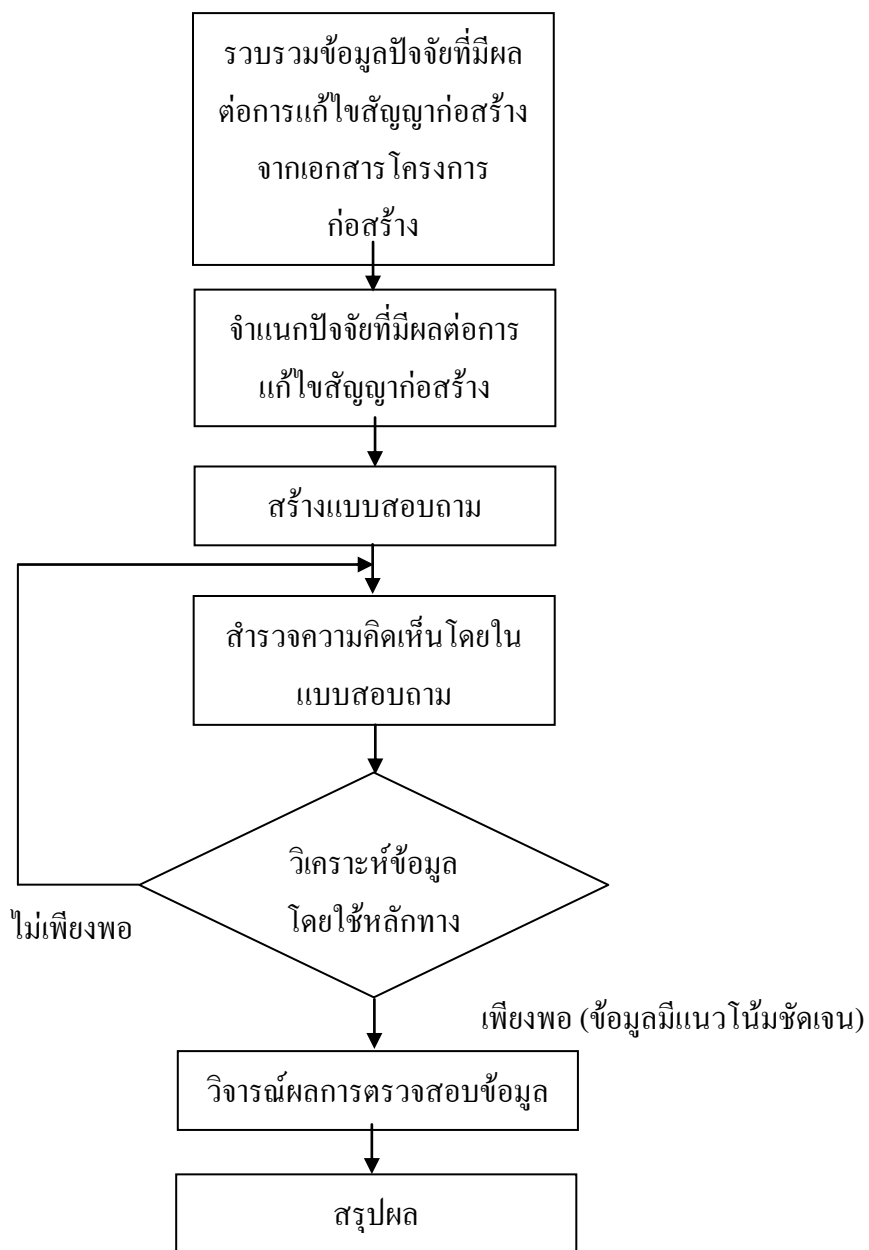 รวบรวมข้อมูลปัจจัยที่มีผล
ต่อการแก้ไขสัญญาก่อสร้าง
จากเอกสารโครงการ
ก่อสร้าง
จำแนกปัจจัยที่มีผลต่อการ
แก้ไขสัญญาก่อสร้าง
สร้างแบบสอบถาม
สำรวจความคิดเห็นโดยใน
แบบสอบถาม
วิเคราะห์ข้อมูล
โดยใช้หลักทาง
ไม่เพียงพอ
เพียงพอ (ข้อมูลมีแนวโน้มชัดเจน)
วิจารณ์ผลการตรวจสอบข้อมูล
สรุปผล